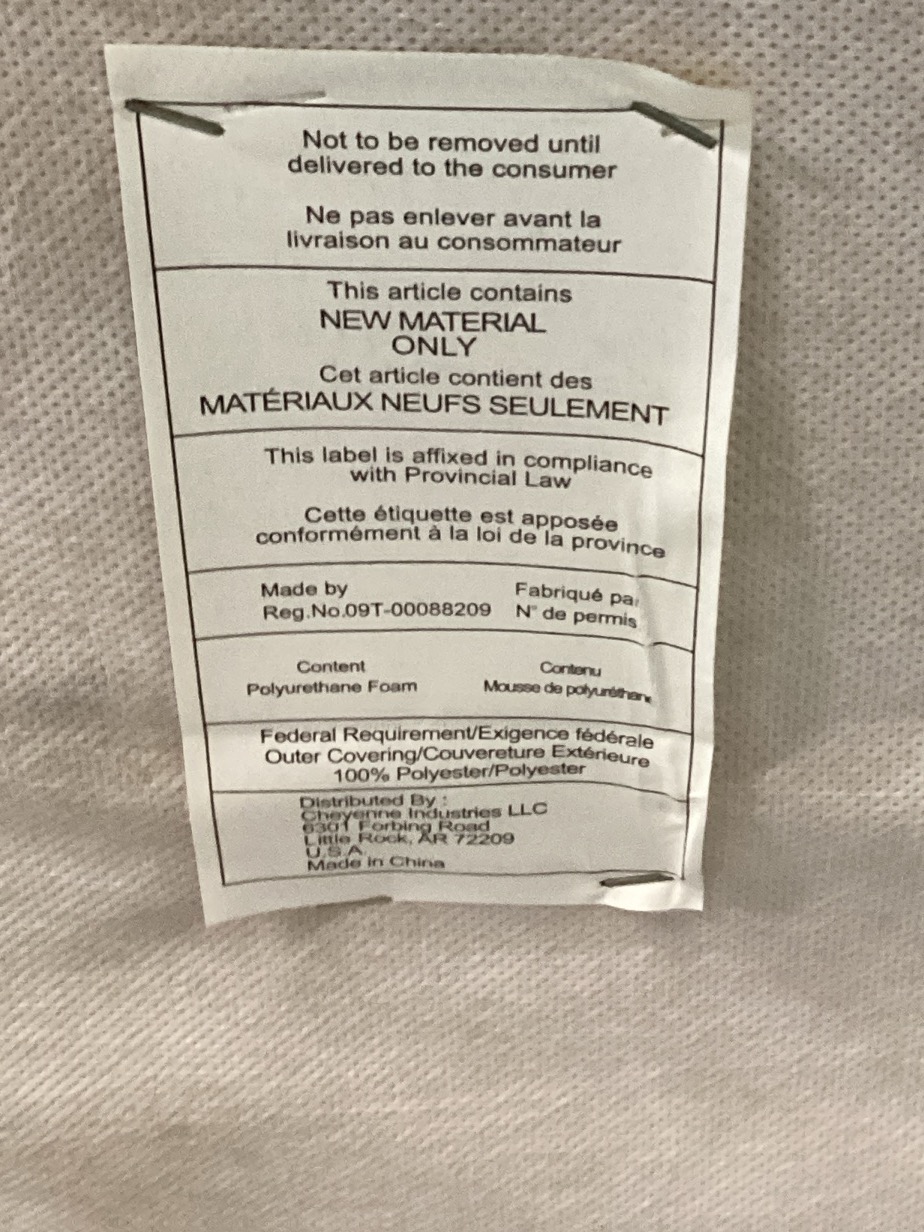 Not to be removed until
delivered to the consumer
Ne pas enlever avant la
livraison au consommateur
This article contains
NEW MATERIAL
ONLY
Cet article contient des
MATÉRIAUX NEUFS SEULEMENT
This label is affixed in compliance
with Provincial Law
Cette étiquette est apposée
conformément à la loi de la province
Made by Fabriqué par
Reg.No.09T-00088209 N° de permis
Content Contenu
Polyurethane Foam Mousse de polyuréthane
Federal Requirement/Exigence fédérale
Outer Covering/Couvereture Extérieure
100% Polyester/Polyester
Distributed By :
Cheyenne Industries LLC
6301 Forbing Road
Little Rock, AR 72209
U.S.A.
Made in China